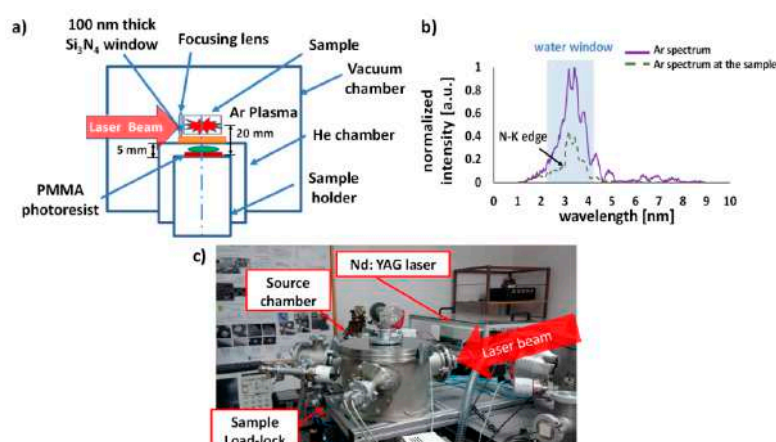 a)
100 nm thick
Si₃N₄ window
Focusing lens
Sample
Vacuum
chamber
Laser Beam
Ar Plasma
20 mm
5 mm
He chamber
PMMA
photoresist
Sample
holder
b)
water window
Ar spectrum
Ar spectrum at the sample
normalized
intensity [a.u.]
1
0.8
0.6
0.4
0.2
0
N-K edge
0 1 2 3 4 5 6 7 8 9 10
wavelength [nm]
c)
Nd: YAG laser
Source
chamber
Laser beam
Sample
Load-lock